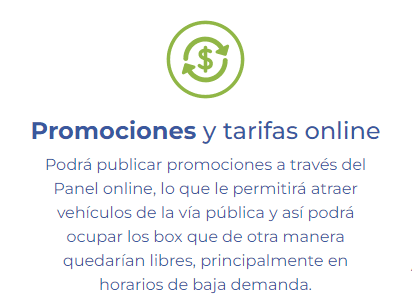 $
Promociones y tarifas online
Podrá publicar promociones a través del
Panel online, lo que le permitirá atraer
vehículos de la vía pública y así podrá
ocupar los box que de otra manera
quedarían libres, principalmente en
horarios de baja demanda.